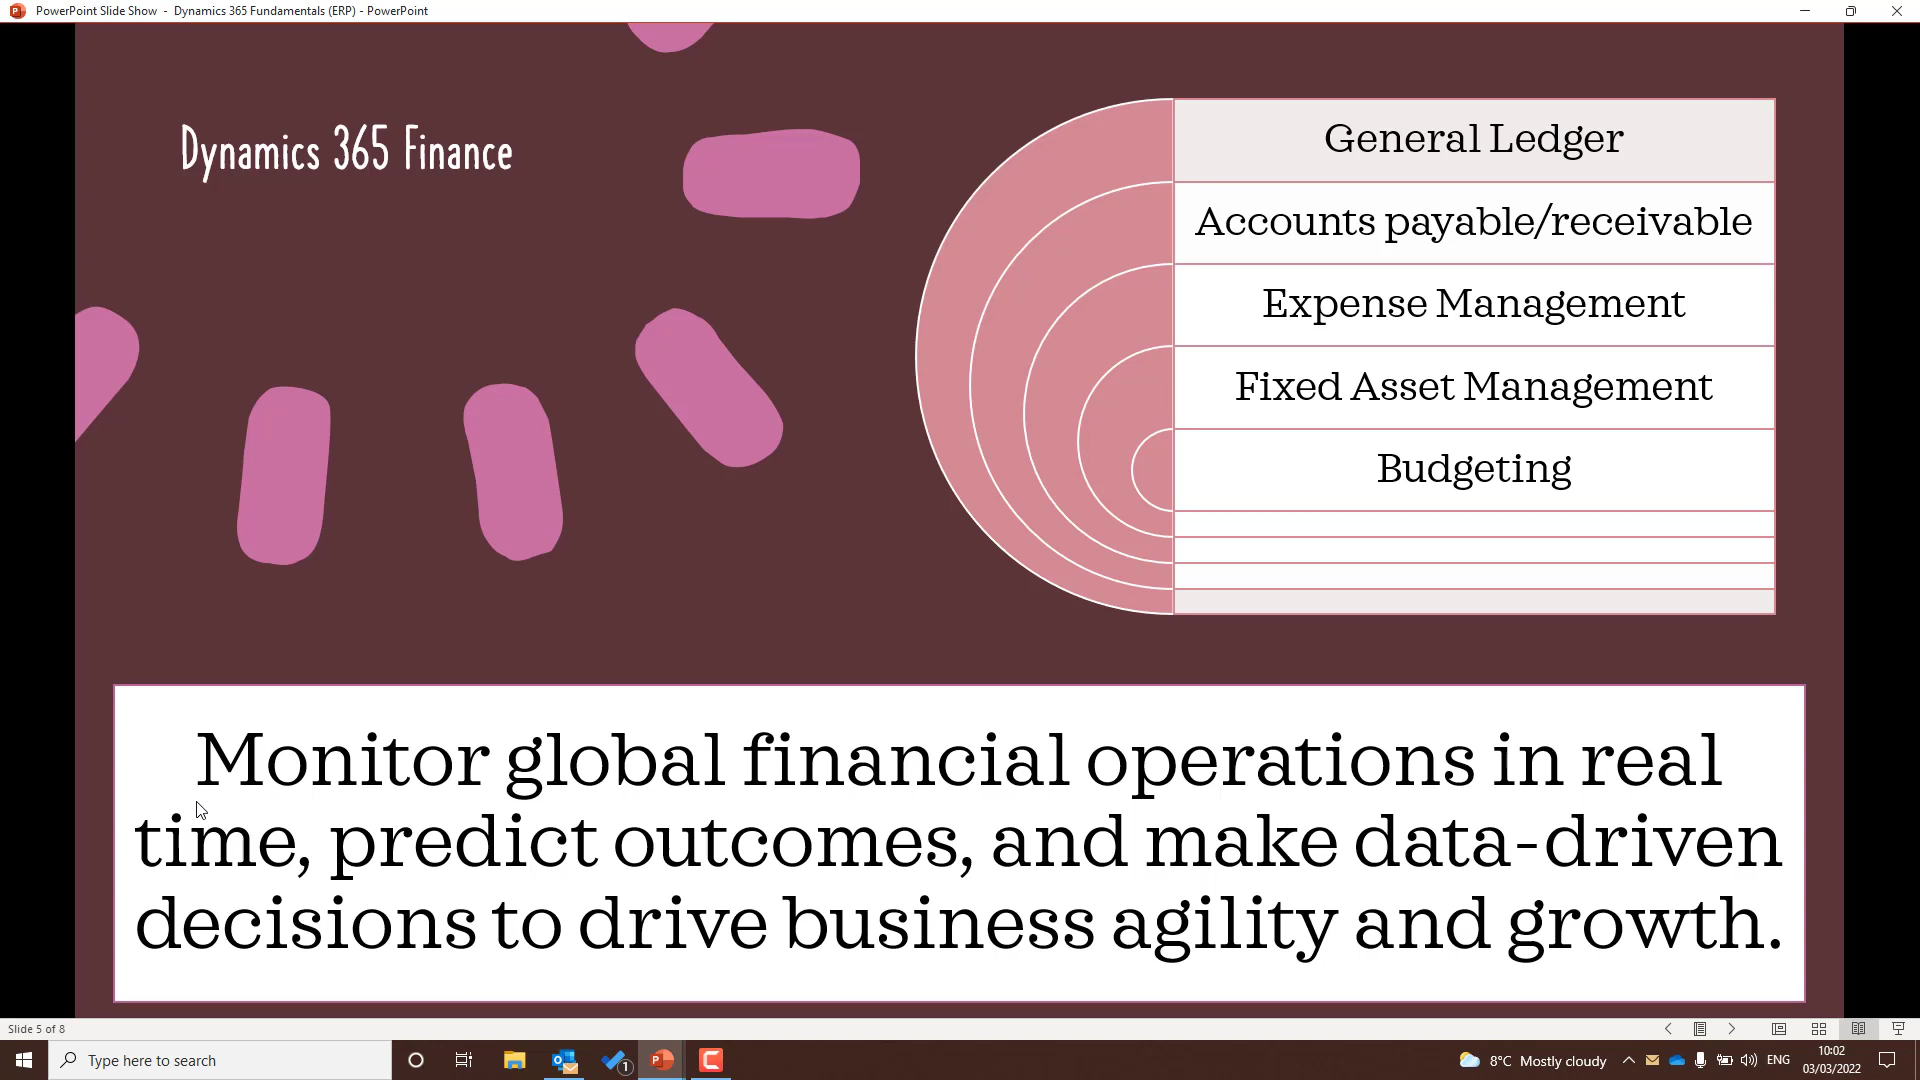 PowerPoint Slide Show - Dynamics 365 Fundamentals (ERP) - PowerPoint
Dynamics 365 Finance
General Ledger
Accounts payable/receivable
Expense Management
Fixed Asset Management
Budgeting
Monitor global financial operations in real
time, predict outcomes, and make data-driven
decisions to drive business agility and growth.
Slide 5 of 8
Type here to search
1
8°C Mostly cloudy
ENG
10:02
03/03/2022